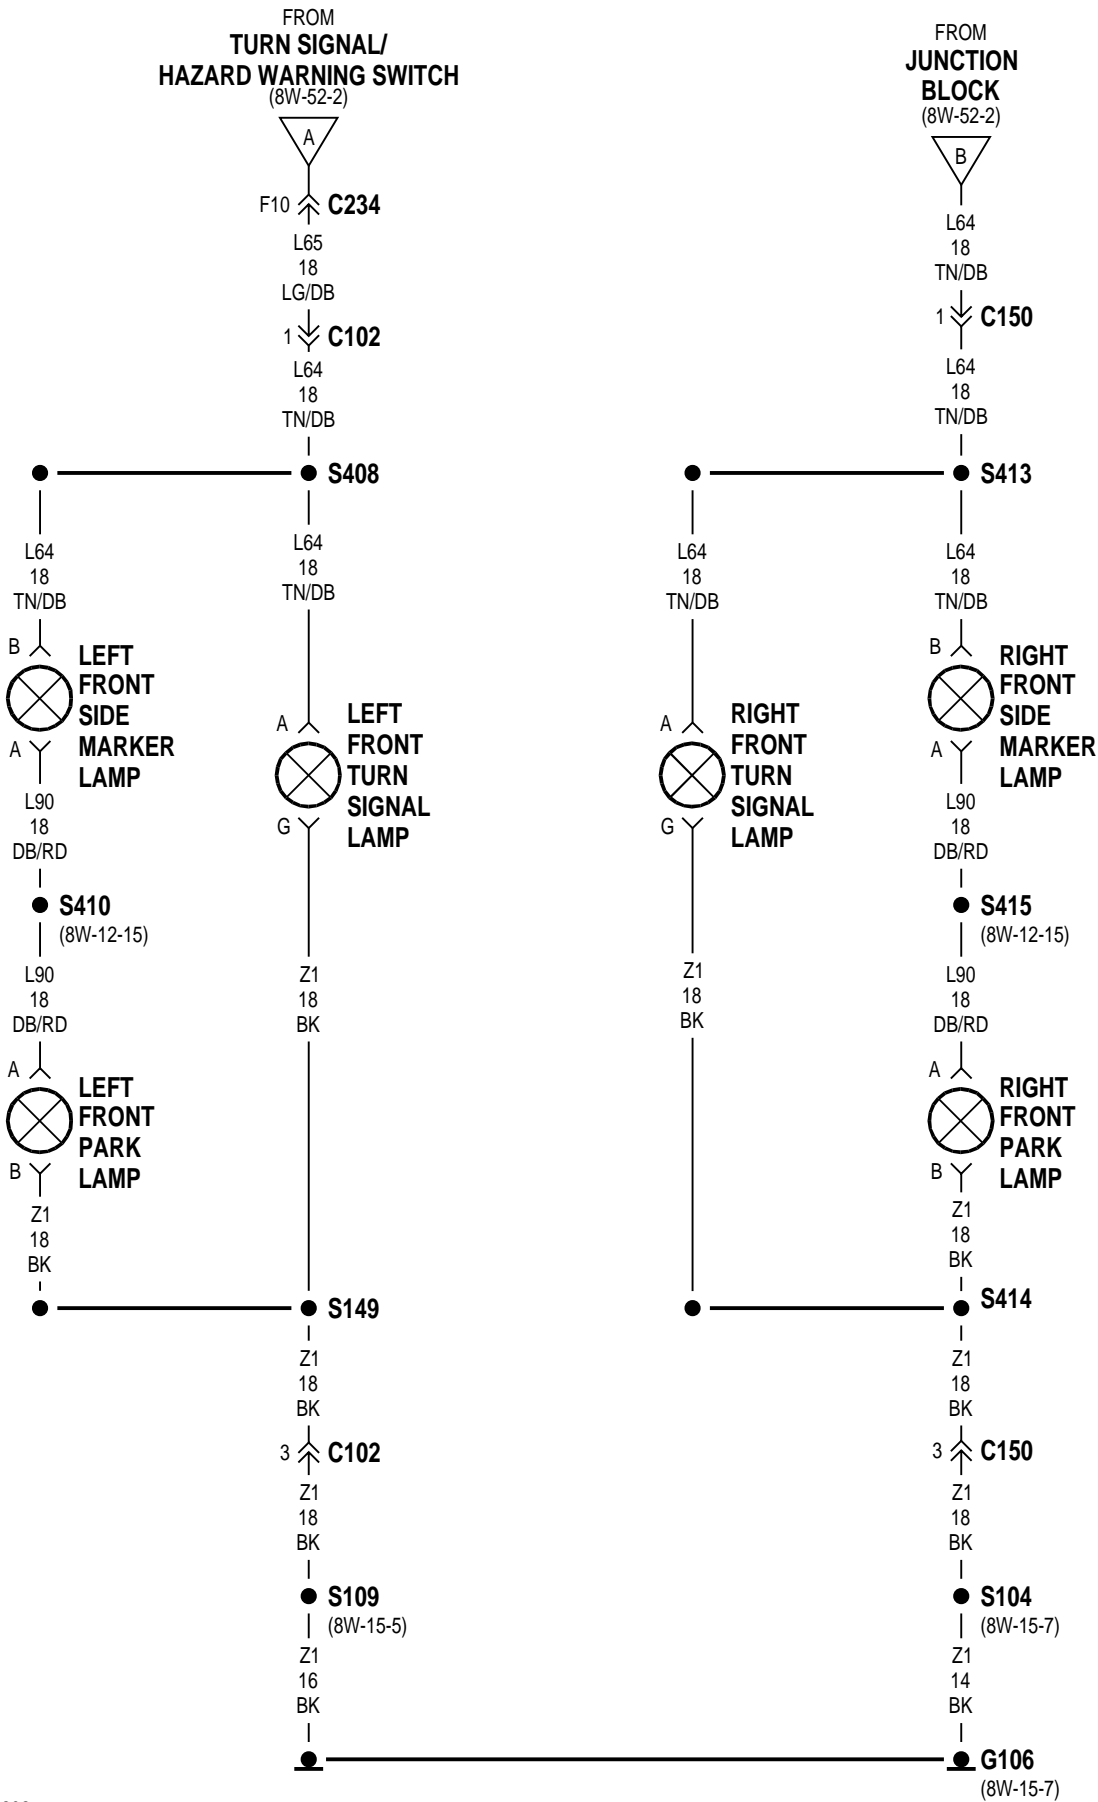 FROM
TURN SIGNAL/
HAZARD WARNING SWITCH
(8W-52-2)
A
F10
C234
L65
18
LG/DB
1
C102
L64
18
TN/DB
S408
L64
18
TN/DB
B
LEFT
FRONT
SIDE
MARKER
LAMP
A
L90
18
DB/RD
S410
(8W-12-15)
L90
18
DB/RD
A
LEFT
FRONT
PARK
LAMP
B
Z1
18
BK
L64
18
TN/DB
A
LEFT
FRONT
TURN
SIGNAL
LAMP
G
Z1
18
BK
S149
Z1
18
BK
3
C102
Z1
18
BK
S109
(8W-15-5)
Z1
16
BK
FROM
JUNCTION
BLOCK
(8W-52-2)
B
L64
18
TN/DB
1
C150
L64
18
TN/DB
S413
L64
18
TN/DB
A
RIGHT
FRONT
TURN
SIGNAL
LAMP
G
Z1
18
BK
L64
18
TN/DB
B
RIGHT
FRONT
SIDE
MARKER
LAMP
A
L90
18
DB/RD
S415
(8W-12-15)
L90
18
DB/RD
A
RIGHT
FRONT
PARK
LAMP
B
Z1
18
BK
S414
Z1
18
BK
3
C150
Z1
18
BK
S104
(8W-15-7)
Z1
14
BK
G106
(8W-15-7)